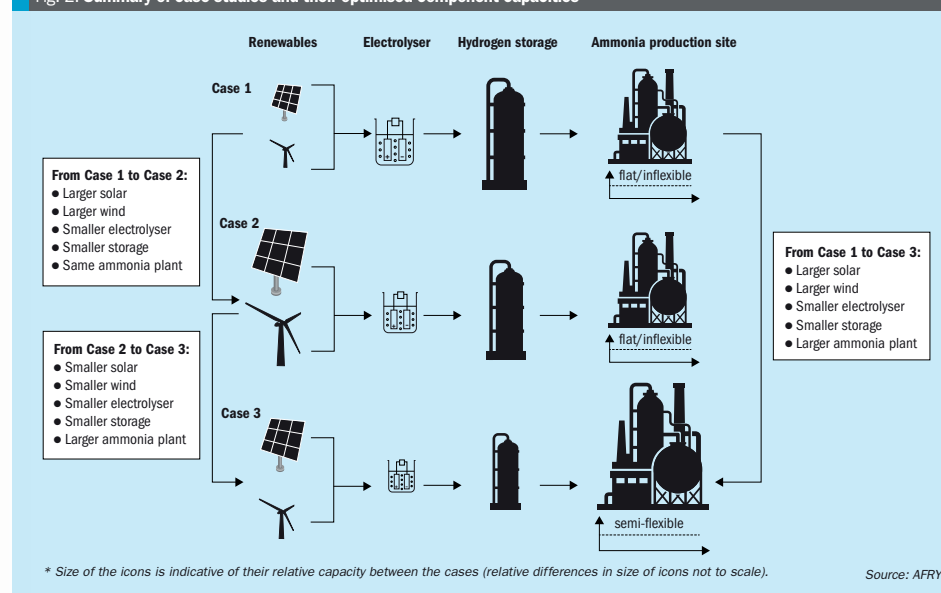 Fig. 2: Summary of case studies and their optimised component capacities
Renewables
Electrolyser
Hydrogen storage
Ammonia production site
Case 1
flat/inflexible
From Case 1 to Case 2:
● Larger solar
● Larger wind
● Smaller electrolyser
● Smaller storage
● Same ammonia plant
Case 2
flat/inflexible
From Case 1 to Case 3:
● Larger solar
● Larger wind
● Smaller electrolyser
● Smaller storage
● Larger ammonia plant
From Case 2 to Case 3:
● Smaller solar
● Smaller wind
● Smaller electrolyser
● Smaller storage
● Larger ammonia plant
Case 3
semi-flexible
* Size of the icons is indicative of their relative capacity between the cases (relative differences in size of icons not to scale).
Source: AFRY